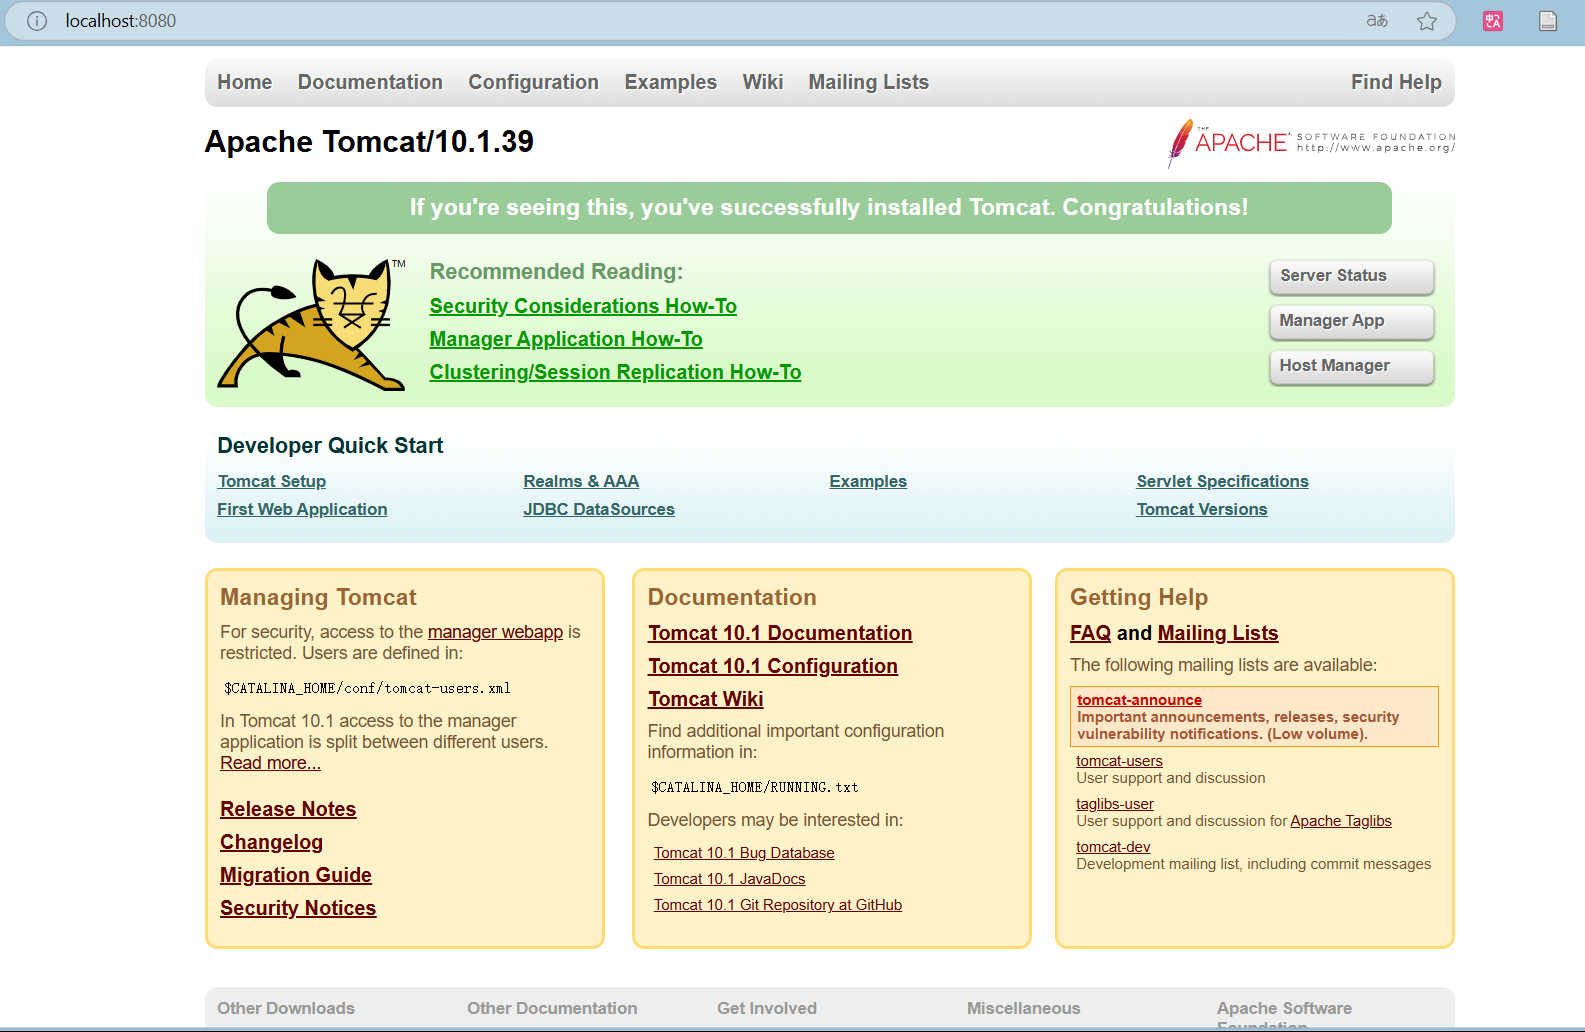 localhost:8080
Home Documentation Configuration Examples Wiki Mailing Lists Find Help
Apache Tomcat/10.1.39
THE APACHE SOFTWARE FOUNDATION
http://www.apache.org/
If you're seeing this, you've successfully installed Tomcat. Congratulations!
TM
Recommended Reading:
Security Considerations How-To
Manager Application How-To
Clustering/Session Replication How-To
Server Status
Manager App
Host Manager
Developer Quick Start
Tomcat Setup
First Web Application
Realms & AAA
JDBC DataSources
Examples
Servlet Specifications
Tomcat Versions
Managing Tomcat
For security, access to the manager webapp is
restricted. Users are defined in:
$CATALINA_HOME/conf/tomcat-users.xml
In Tomcat 10.1 access to the manager
application is split between different users.
Read more...
Release Notes
Changelog
Migration Guide
Security Notices
Documentation
Tomcat 10.1 Documentation
Tomcat 10.1 Configuration
Tomcat Wiki
Find additional important configuration
information in:
$CATALINA_HOME/RUNNING.txt
Developers may be interested in:
Tomcat 10.1 Bug Database
Tomcat 10.1 JavaDocs
Tomcat 10.1 Git Repository at GitHub
Getting Help
FAQ and Mailing Lists
The following mailing lists are available:
tomcat-announce
Important announcements, releases, security
vulnerability notifications. (Low volume).
tomcat-users
User support and discussion
taglibs-user
User support and discussion for Apache Taglibs
tomcat-dev
Development mailing list, including commit messages
Other Downloads
Other Documentation
Get Involved
Miscellaneous
Apache Software
Foundation